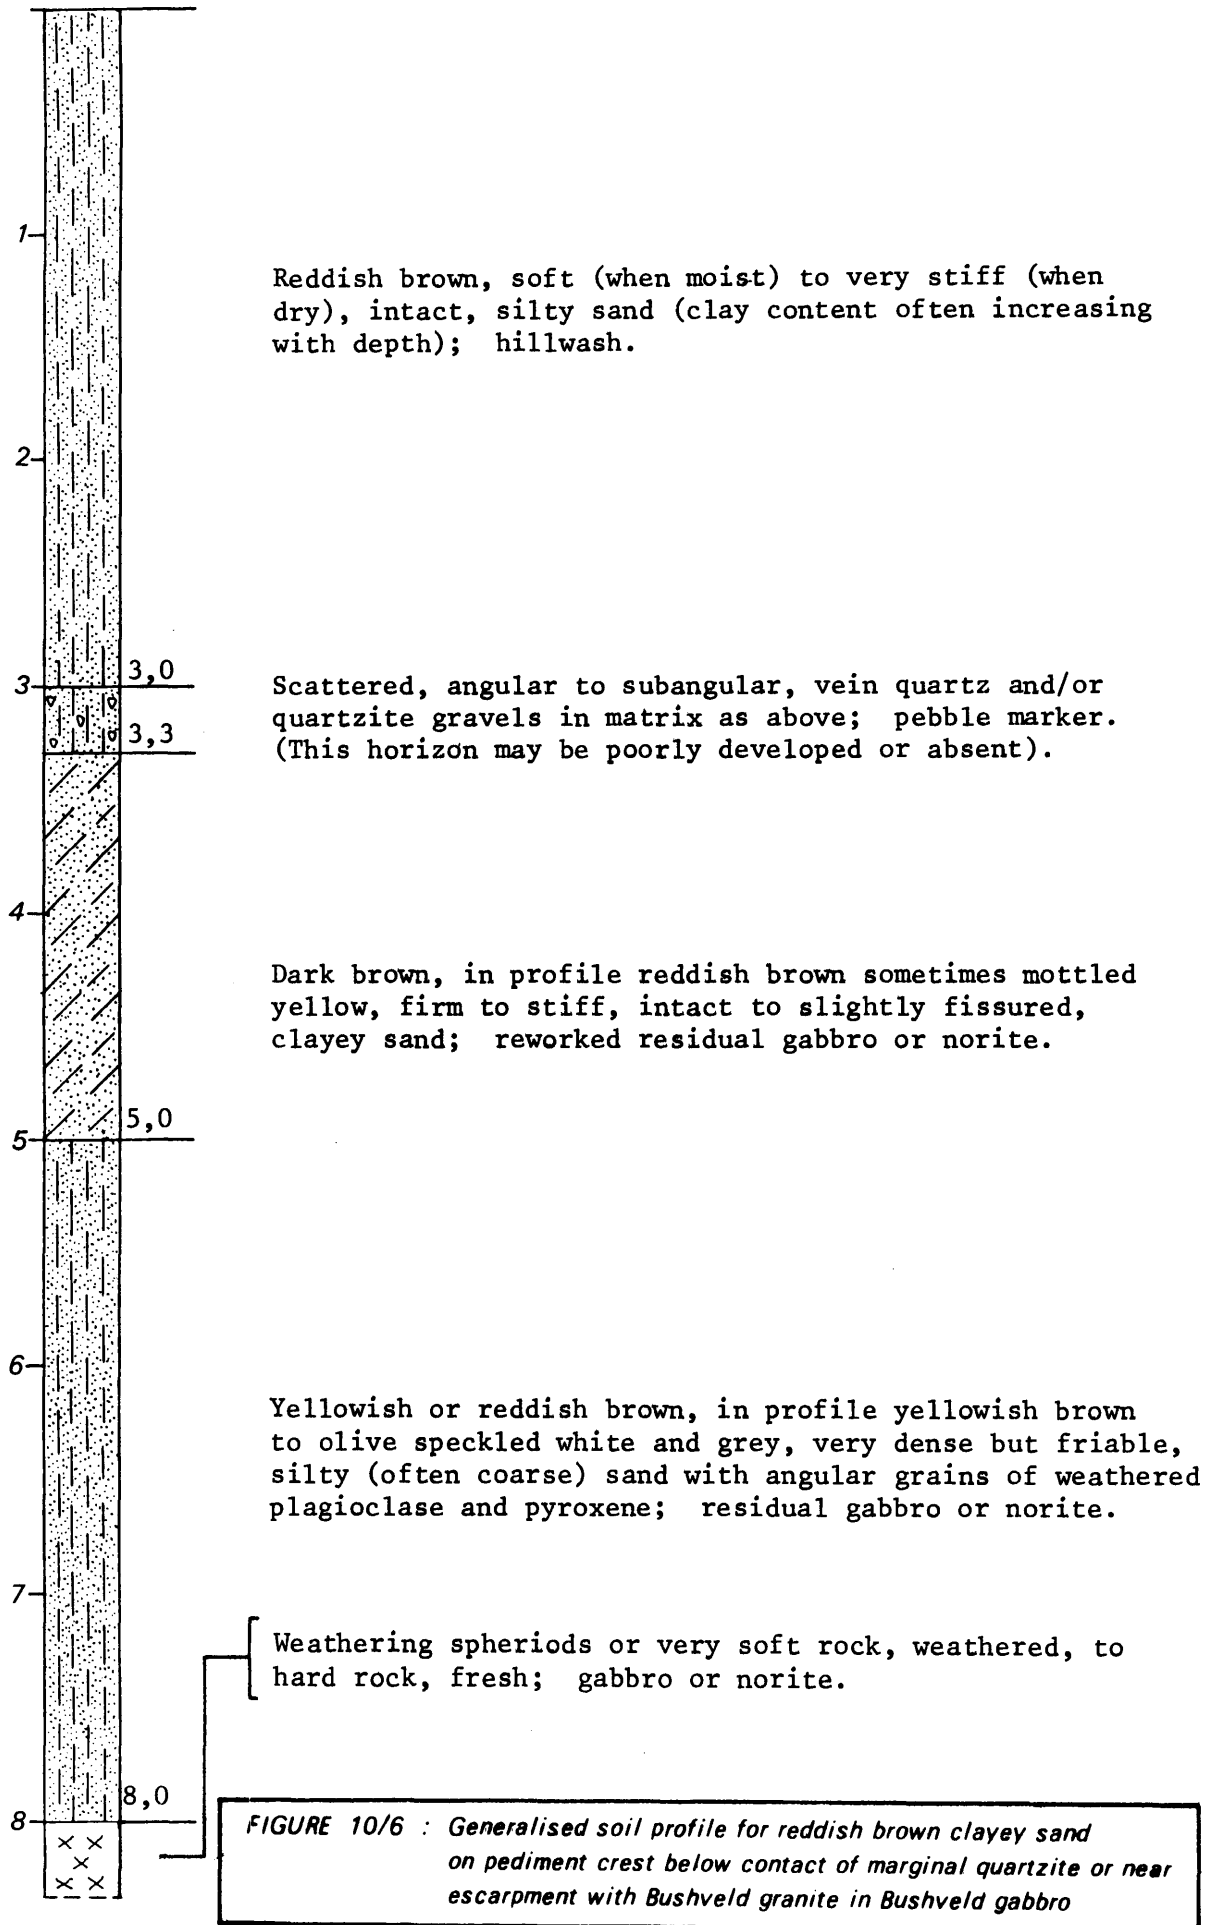 1
Reddish brown, soft (when moist) to very stiff (when
dry), intact, silty sand (clay content often increasing
with depth); hillwash.
2
3,0
3
Scattered, angular to subangular, vein quartz and/or
quartzite gravels in matrix as above; pebble marker.
3,3
(This horizon may be poorly developed or absent).
4
Dark brown, in profile reddish brown sometimes mottled
yellow, firm to stiff, intact to slightly fissured,
clayey sand; reworked residual gabbro or norite.
5,0
5
6
Yellowish or reddish brown, in profile yellowish brown
to olive speckled white and grey, very dense but friable,
silty (often coarse) sand with angular grains of weathered
plagioclase and pyroxene; residual gabbro or norite.
7
Weathering spheriods or very soft rock, weathered, to
hard rock, fresh; gabbro or norite.
8,0
8
FIGURE 10/6 : Generalised soil profile for reddish brown clayey sand
on pediment crest below contact of marginal quartzite or near
escarpment with Bushveld granite in Bushveld gabbro